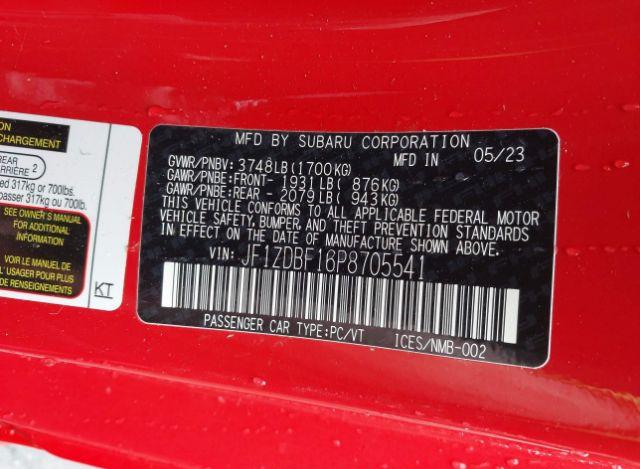 ON
CHARGEMENT
REAR
ARRIÈRE 2
ed 317kg or 700lbs.
passer 317kg ou 700lb.
SEE OWNER'S MANUAL
FOR ADDITIONAL
INFORMATION
VOIR LE MANUEL
DE
POUR PLUS
DE RENSEIGNEMENTS
KT
MFD BY SUBARU CORPORATION
GVWR/PNBV: 3748LB(1700KG) MFD IN 05/23
GAWR/PNBE:FRONT- 1931LB( 876KG)
GAWR/PNBE:REAR - 2079LB( 943KG)
THIS VEHICLE CONFORMS TO ALL APPLICABLE FEDERAL MOTOR
VEHICLE SAFETY, BUMPER, AND THEFT PREVENTION STANDARDS
IN EFFECT ON THE DATE OF MANUFACTURE SHOWN ABOVE.
VIN: JF1ZDBF16P8705541
PASSENGER CAR TYPE:PC/VT ICES/NMB-002